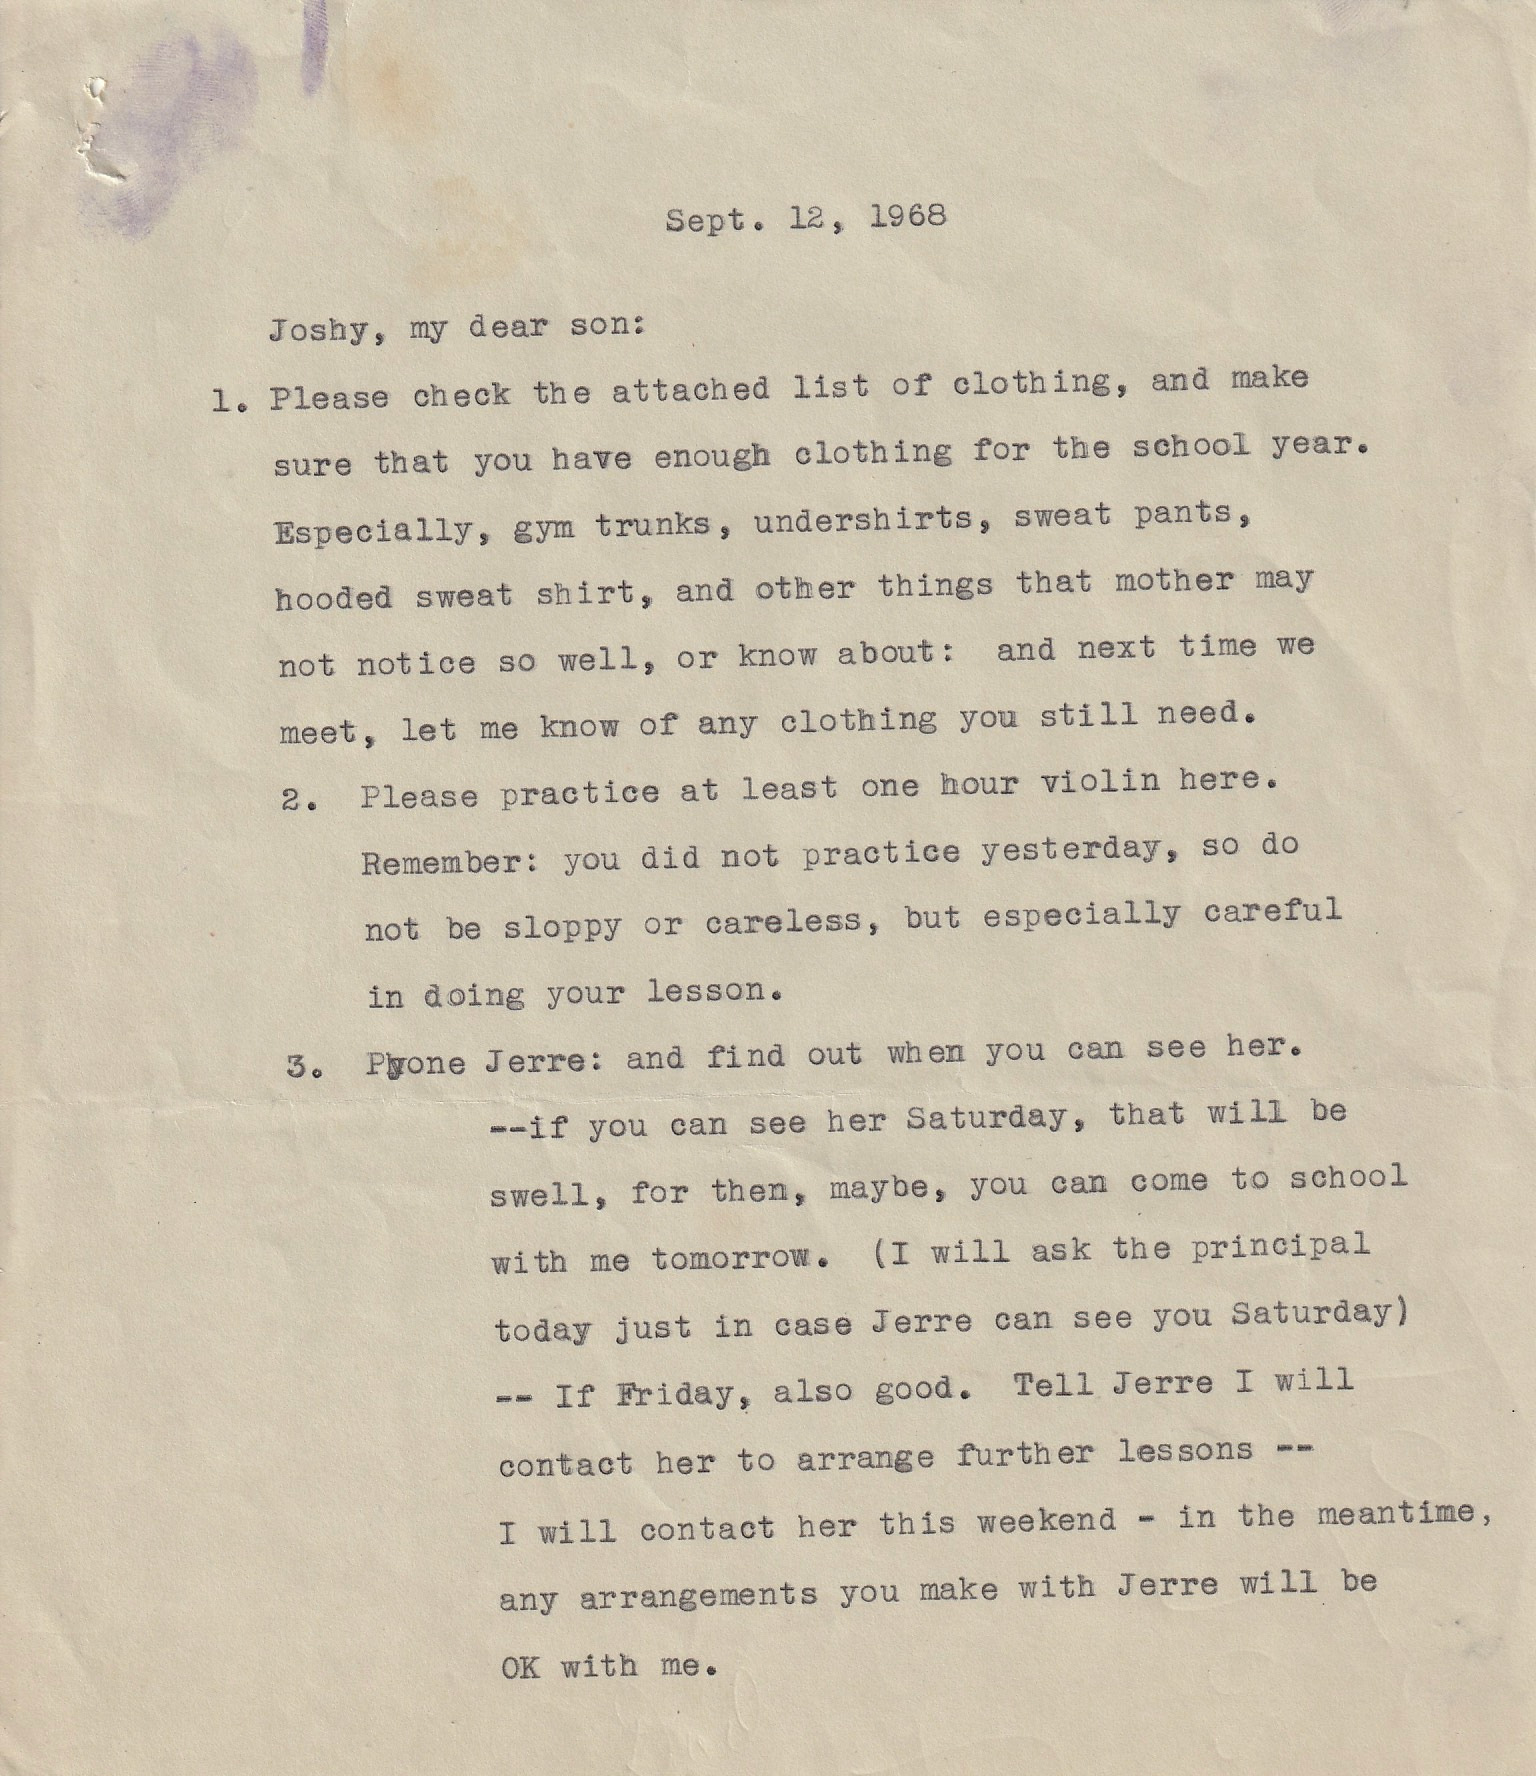 Sept. 12, 1968
Joshy, my dear son:
1. Please check the attached list of clothing, and make
sure that you have enough clothing for the school year.
Especially, gym trunks, undershirts, sweat pants,
hooded sweat shirt, and other things that mother may
not notice so well, or know about:  and next time we
meet, let me know of any clothing you still need.
2.  Please practice at least one hour violin here.
Remember: you did not practice yesterday, so do
not be sloppy or careless, but especially careful
in doing your lesson.
3.  Phone Jerre: and find out when you can see her.
--if you can see her Saturday, that will be
swell, for then, maybe, you can come to school
with me tomorrow.  (I will ask the principal
today just in case Jerre can see you Saturday)
-- If Friday, also good.  Tell Jerre I will
contact her to arrange further lessons --
I will contact her this weekend - in the meantime,
any arrangements you make with Jerre will be
OK with me.